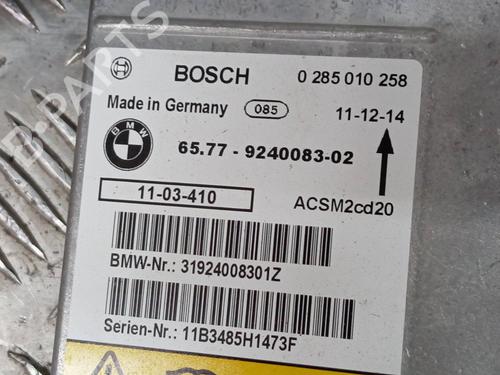 BOSCH 0 285 010 258
Made in Germany 085 11-12-14
BMW 65.77 - 9240083-02
11-03-410 ACSM2cd20
BMW-Nr.: 31924008301Z
Serien-Nr.: 11B3485H1473F